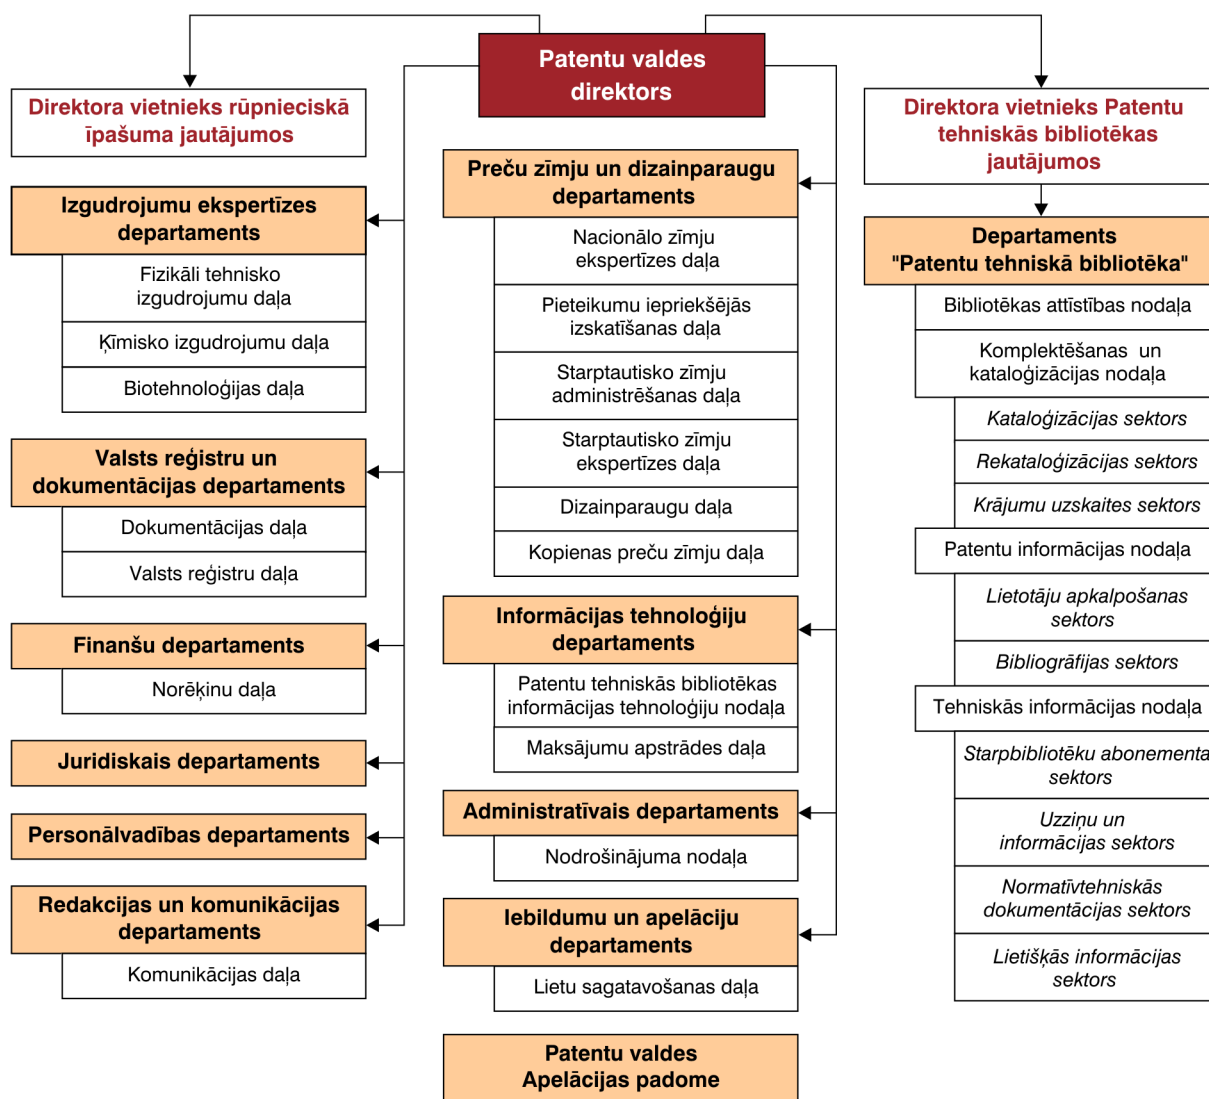 Patentu valdes
direktors
Direktora vietnieks rūpnieciskā
īpašuma jautājumos
Izgudrojumu ekspertīzes
departaments
Fizikāli tehnisko
izgudrojumu daļa
Ķīmisko izgudrojumu daļa
Biotehnoloģijas daļa
Valsts reģistru un
dokumentācijas departaments
Dokumentācijas daļa
Valsts reģistru daļa
Finanšu departaments
Norēķinu daļa
Juridiskais departaments
Personālvadības departaments
Redakcijas un komunikācijas
departaments
Komunikācijas daļa
Preču zīmju un dizainparaugu
departaments
Nacionālo zīmju
ekspertīzes daļa
Pieteikumu iepriekšējās
izskatīšanas daļa
Starptautisko zīmju
administrēšanas daļa
Starptautisko zīmju
ekspertīzes daļa
Dizainparaugu daļa
Kopienas preču zīmju daļa
Informācijas tehnoloģiju
departaments
Patentu tehniskās bibliotēkas
informācijas tehnoloģiju nodaļa
Maksājumu apstrādes daļa
Administratīvais departaments
Nodrošinājuma nodaļa
Iebildumu un apelāciju
departaments
Lietu sagatavošanas daļa
Patentu valdes
Apelācijas padome
Direktora vietnieks Patentu
tehniskās bibliotēkas
jautājumos
Departaments
"Patentu tehniskā bibliotēka"
Bibliotēkas attīstības nodaļa
Komplektēšanas un
kataloģizācijas nodaļa
Kataloģizācijas sektors
Rekataloģizācijas sektors
Krājumu uzskaites sektors
Patentu informācijas nodaļa
Lietotāju apkalpošanas
sektors
Bibliogrāfijas sektors
Tehniskās informācijas nodaļa
Starpbibliotēku abonementa
sektors
Uzziņu un
informācijas sektors
Normatīvtehniskās
dokumentācijas sektors
Lietišķās informācijas
sektors